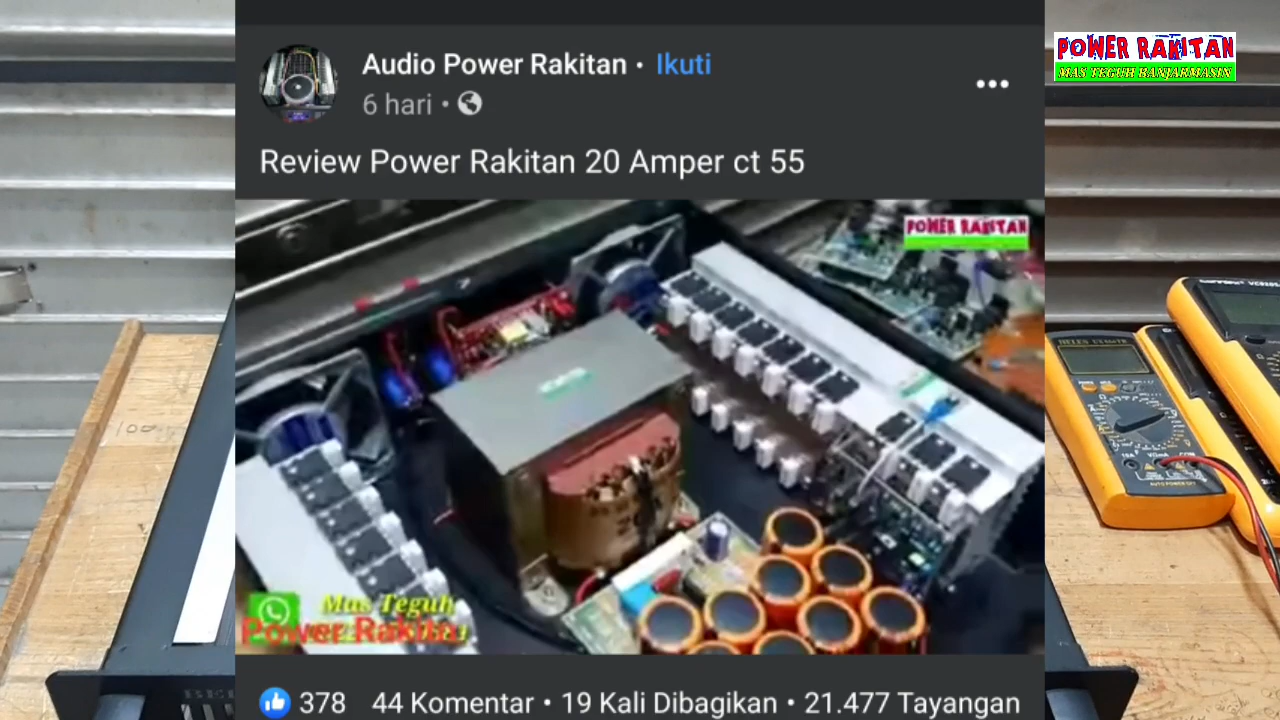 Audio Power Rakitan • Ikuti
6 hari •
Review Power Rakitan 20 Amper ct 55
POWER RAKITAN
MAS TEGUH BANJARMASIN
POWER RAKITAN
Mas Teguh
Power Rakitan
378 44 Komentar • 19 Kali Dibagikan • 21.477 Tayangan